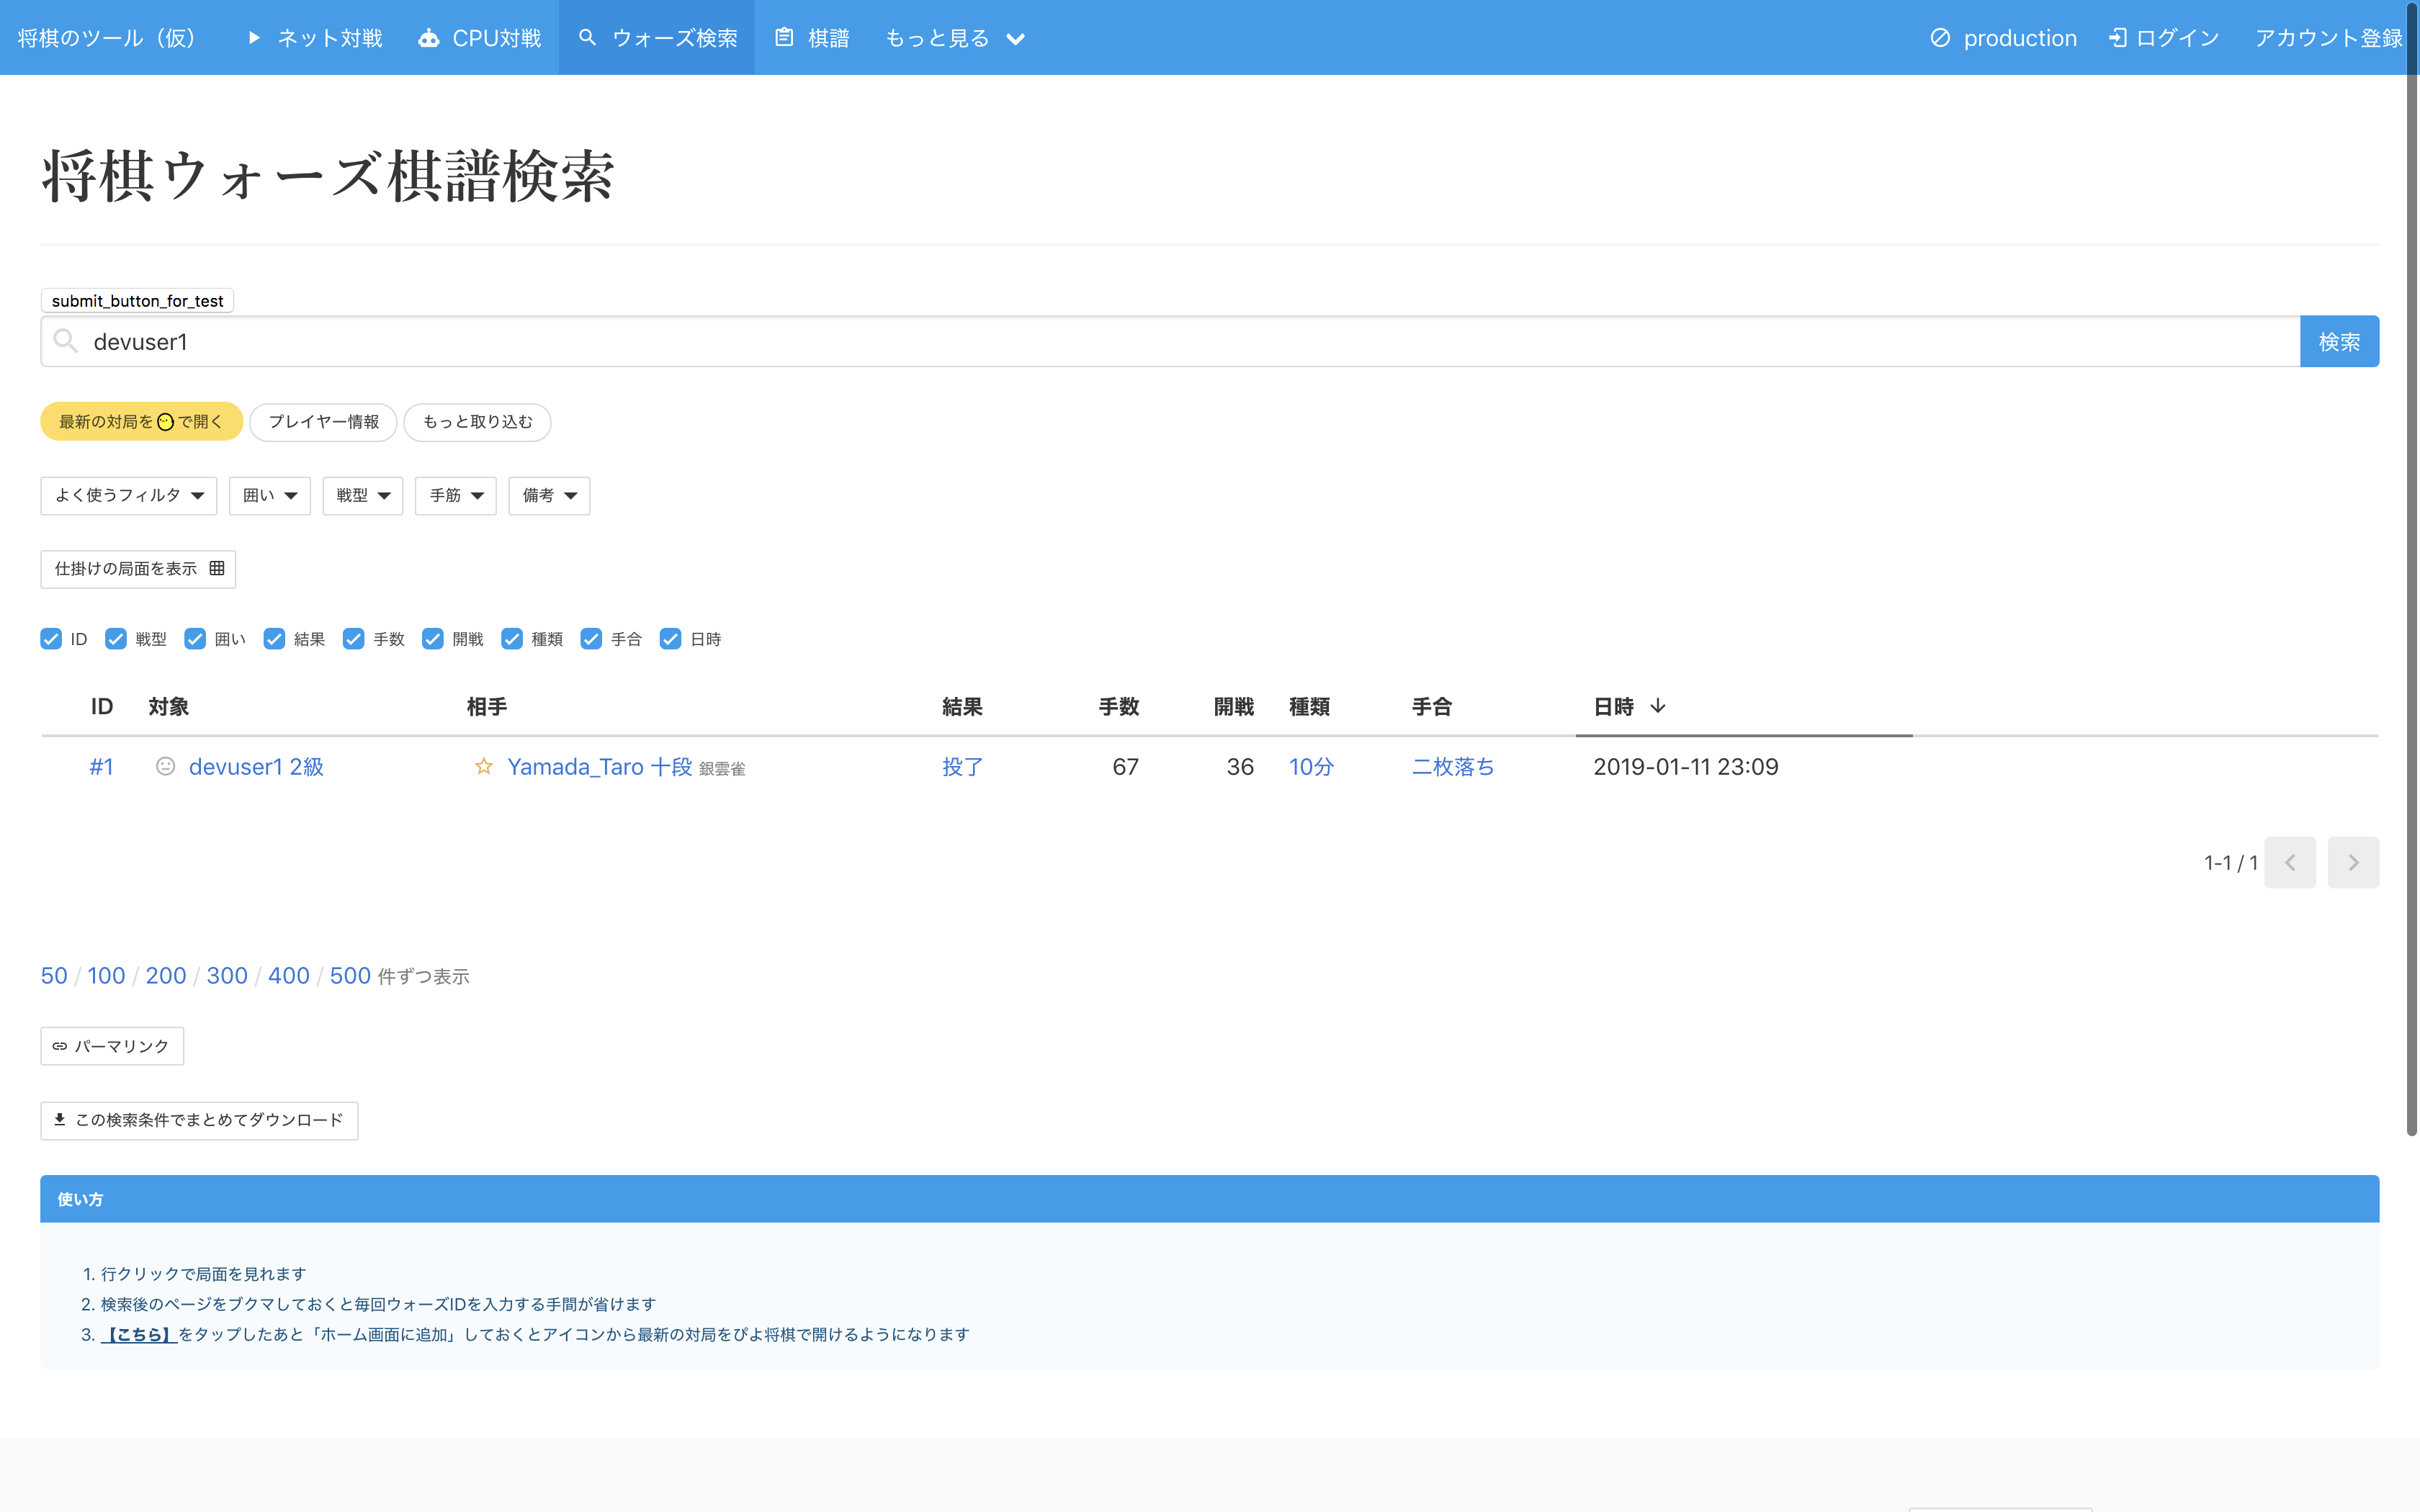 将棋のツール（仮） ネット対戦 CPU対戦 ウォーズ検索 棋譜 もっと見る production ログイン アカウント登録
将棋ウォーズ棋譜検索
submit_button_for_test
devuser1 検索
最新の対局をで開く プレイヤー情報 もっと取り込む
よく使うフィルタ 囲い 戦型 手筋 備考
仕掛けの局面を表示
ID 戦型 囲い 結果 手数 開戦 種類 手合 日時
ID 対象 相手 結果 手数 開戦 種類 手合 日時
#1 devuser1 2級 Yamada_Taro 十段 銀雲雀 投了 67 36 10分 二枚落ち 2019-01-11 23:09
1-1 / 1
50 / 100 / 200 / 300 / 400 / 500 件ずつ表示
パーマリンク
この検索条件でまとめてダウンロード
使い方
1. 行クリックで局面を見れます
2. 検索後のページをブクマしておくと毎回ウォーズIDを入力する手間が省けます
3. 【こちら】をタップしたあと「ホーム画面に追加」しておくとアイコンから最新の対局をぴよ将棋で開けるようになります